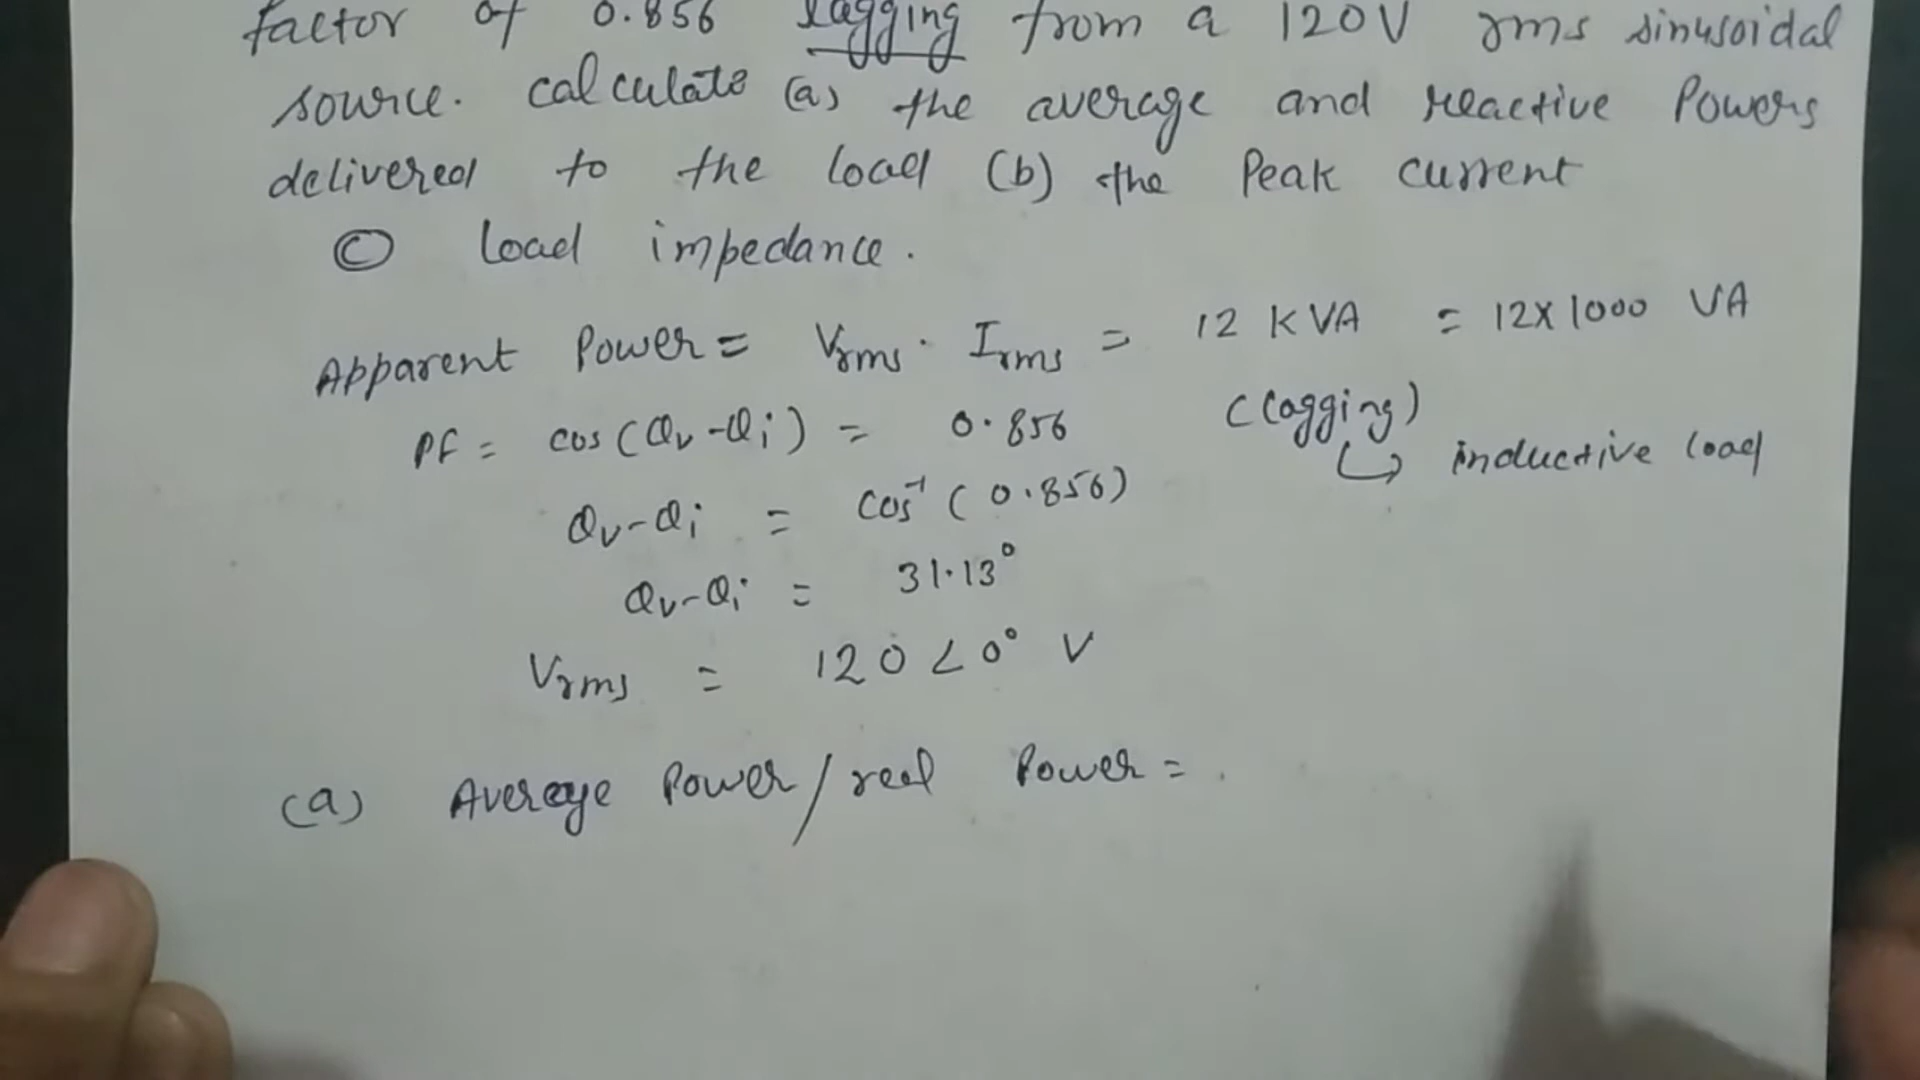 factor of 0.856 lagging from a 120V rms sinusoidal
source. calculate (a) the average and reactive Powers
delivered to the load (b) the Peak current
© load impedance.
Apparent Power = Vrms . Irms = 12 KVA = 12x1000 VA
PF = cos (θv-θi) = 0.856 (lagging)
↳ inductive load
θv-θi = cos⁻¹ (0.856)
θv-θi = 31.13°
Vrms = 120 ∠0° V
(a) Average Power/real Power = .